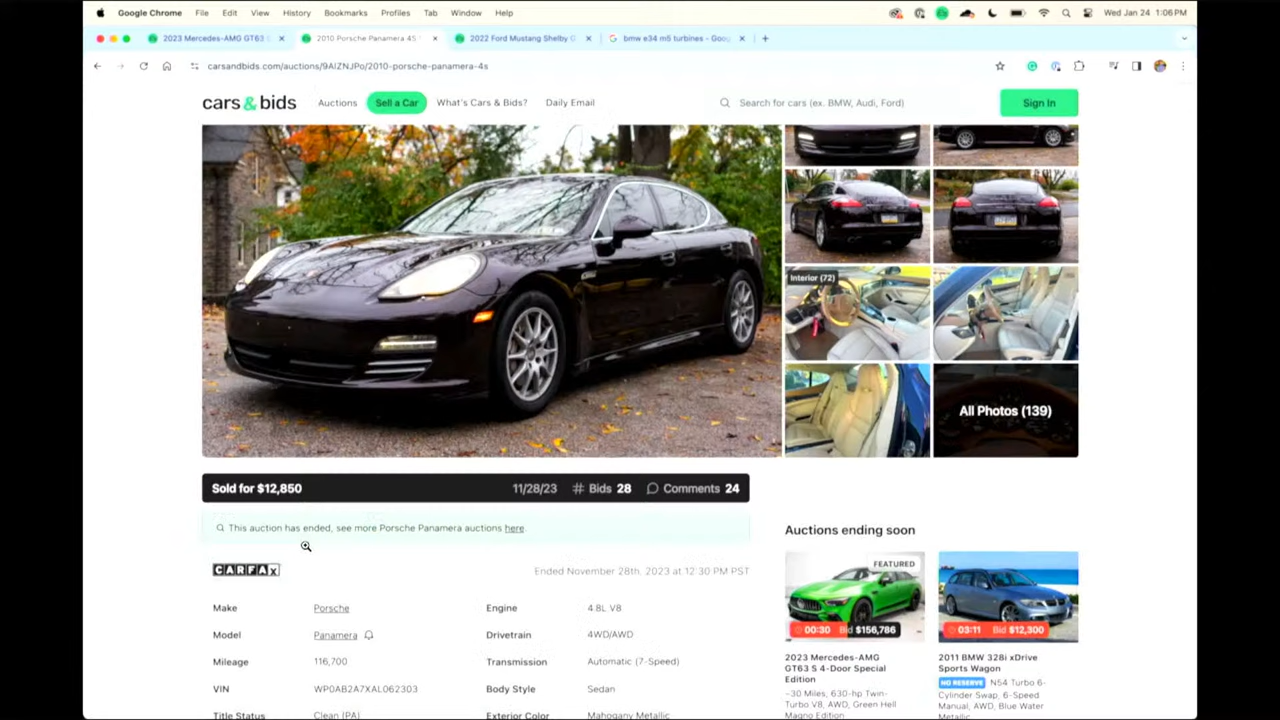 Google Chrome File Edit View History Bookmarks Profiles Tab Window Help Wed Jan 24 1:06 PM
2023 Mercedes-AMG GT63 S 2010 Porsche Panamera 4S 2022 Ford Mustang Shelby G bmw e34 m5 turbines - Goog
carsandbids.com/auctions/9AlZNJPo/2010-porsche-panamera-4s
cars & bids Auctions Sell a Car What's Cars & Bids? Daily Email Search for cars (ex. BMW, Audi, Ford) Sign In
Interior (72)
All Photos (139)
Sold for $12,850 11/28/23 # Bids 28 Comments 24
This auction has ended, see more Porsche Panamera auctions here.
Auctions ending soon
CARFAX Ended November 28th, 2023 at 12:30 PM PST
FEATURED
Make Porsche Engine 4.8L V8
00:30 Bid $156,786 03:11 Bid $12,300
Model Panamera Drivetrain 4WD/AWD
Mileage 116,700 Transmission Automatic (7-Speed)
2023 Mercedes-AMG GT63 S 4-Door Special Edition
~30 Miles, 630-hp Twin-Turbo V8, AWD, Green Hell Magno Edition
2011 BMW 328i xDrive Sports Wagon
NO RESERVE N54 Turbo 6-Cylinder Swap, 6-Speed Manual, AWD, Blue Water Metallic
VIN WP0AB2A7XAL062303 Body Style Sedan
Title Status Clean (PA) Exterior Color Mahogany Metallic